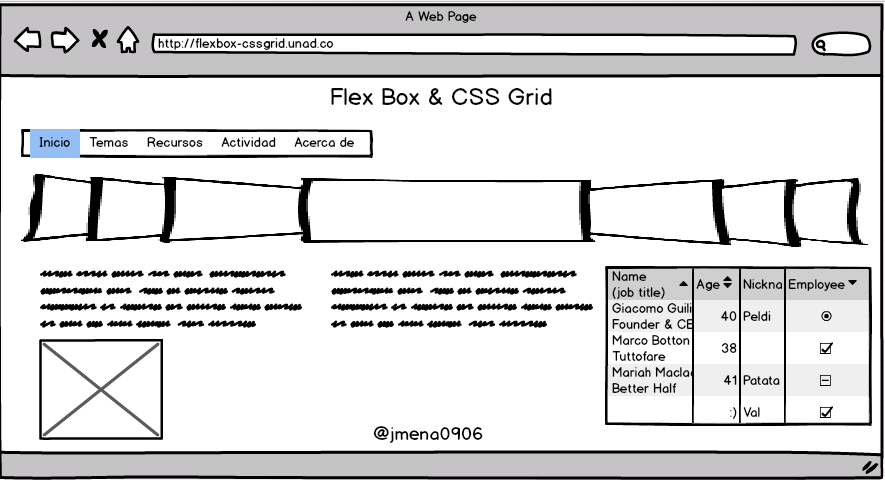 A Web Page
http://flexbox-cssgrid.unad.co
Flex Box & CSS Grid
Inicio Temas Recursos Actividad Acerca de
Name
(job title) Age Nickna Employee
Giacomo Guili
Founder & CE 40 Peldi
Marco Botton
Tuttofare 38
Mariah Maclac
Better Half 41 Patata
:) Val
@jmena0906